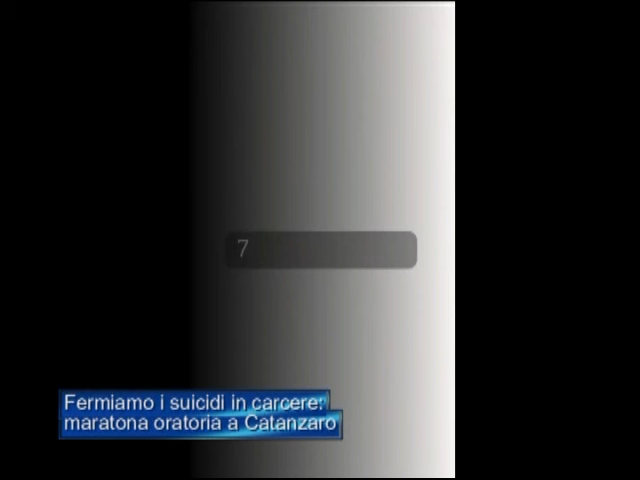 7
Fermiamo i suicidi in carcere:
maratona oratoria a Catanzaro